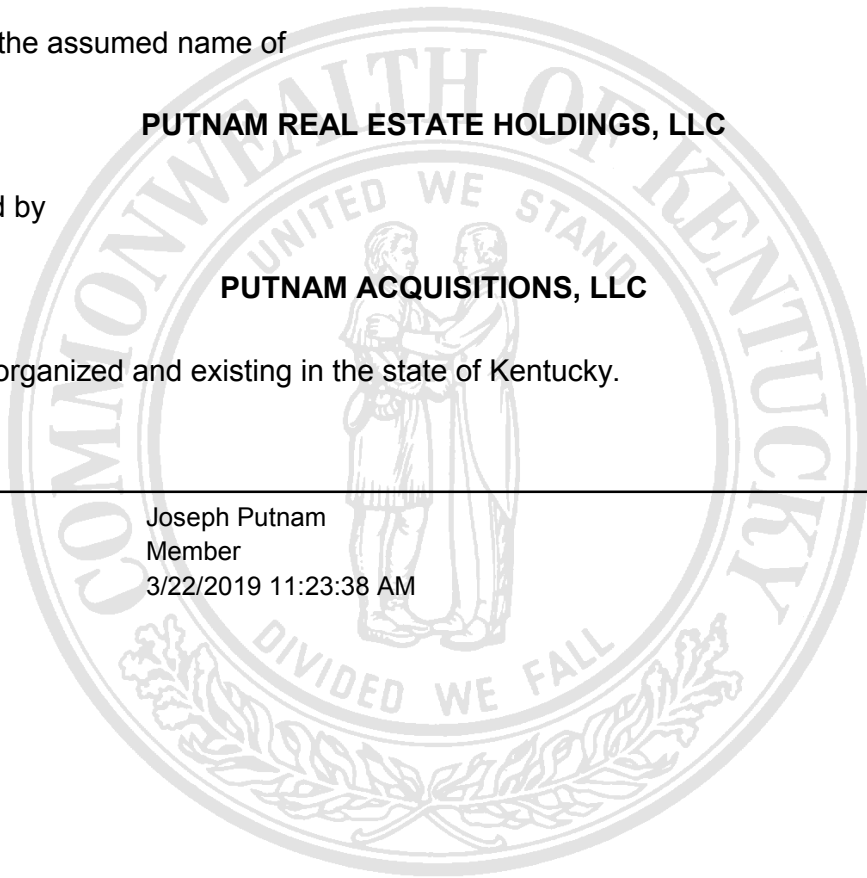 the assumed name of
PUTNAM REAL ESTATE HOLDINGS, LLC
d by
PUTNAM ACQUISITIONS, LLC
organized and existing in the state of Kentucky.
Joseph Putnam
Member
3/22/2019 11:23:38 AM
COMMONWEALTH OF KENTUCKY
UNITED WE STAND
DIVIDED WE FALL